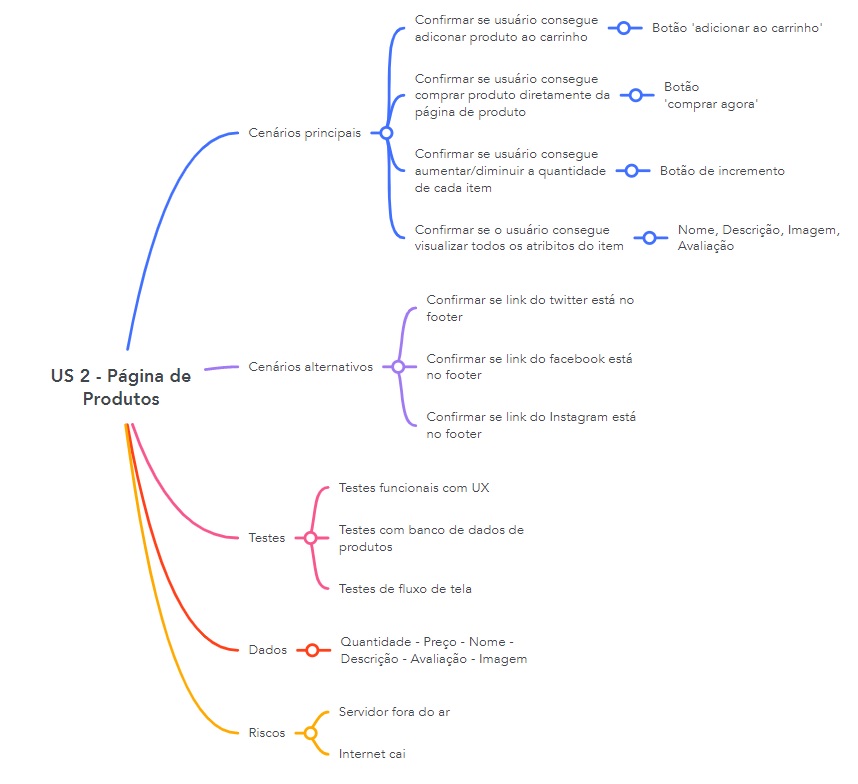 US 2 - Página de
Produtos
Cenários principais
Confirmar se usuário consegue
adiconar produto ao carrinho
Botão 'adicionar ao carrinho'
Confirmar se usuário consegue
comprar produto diretamente da
página de produto
Botão
'comprar agora'
Confirmar se usuário consegue
aumentar/diminuir a quantidade
de cada item
Botão de incremento
Confirmar se o usuário consegue
visualizar todos os atribitos do item
Nome, Descrição, Imagem,
Avaliação
Cenários alternativos
Confirmar se link do twitter está no
footer
Confirmar se link do facebook está
no footer
Confirmar se link do Instagram está
no footer
Testes
Testes funcionais com UX
Testes com banco de dados de
produtos
Testes de fluxo de tela
Dados
Quantidade - Preço - Nome -
Descrição - Avaliação - Imagem
Riscos
Servidor fora do ar
Internet cai